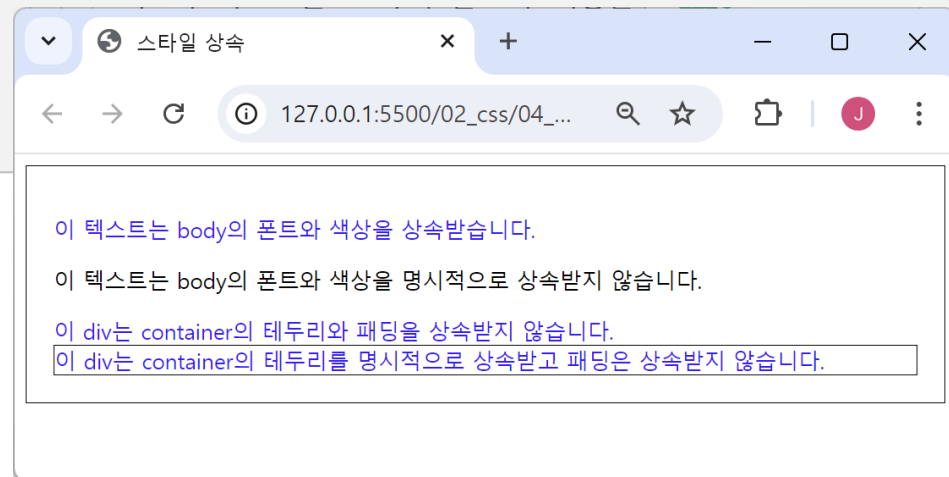 스타일 상속
127.0.0.1:5500/02_css/04_...
J
이 텍스트는 body의 폰트와 색상을 상속받습니다.
이 텍스트는 body의 폰트와 색상을 명시적으로 상속받지 않습니다.
이 div는 container의 테두리와 패딩을 상속받지 않습니다.
이 div는 container의 테두리를 명시적으로 상속받고 패딩은 상속받지 않습니다.